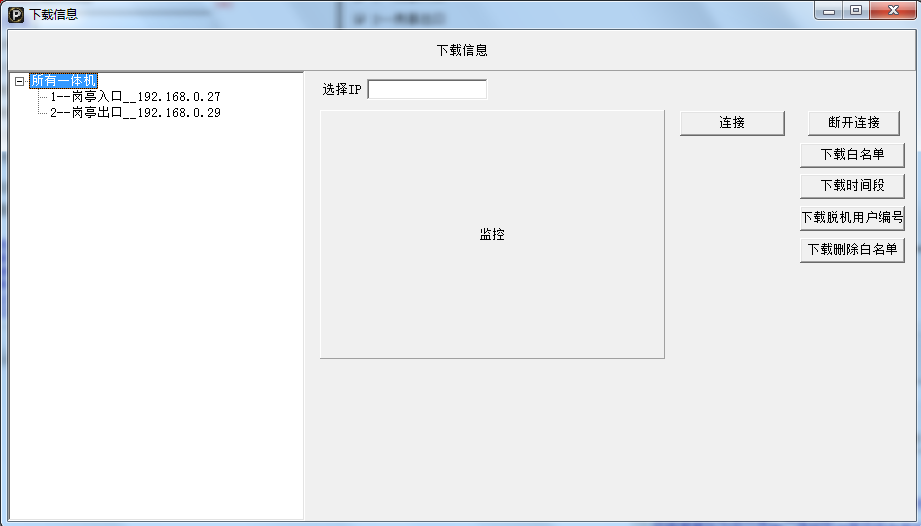 下载信息
下载信息
所有一体机
1--岗亭入口__192.168.0.27
2--岗亭出口__192.168.0.29
选择IP
监控
连接
断开连接
下载白名单
下载时间段
下载脱机用户编号
下载删除白名单